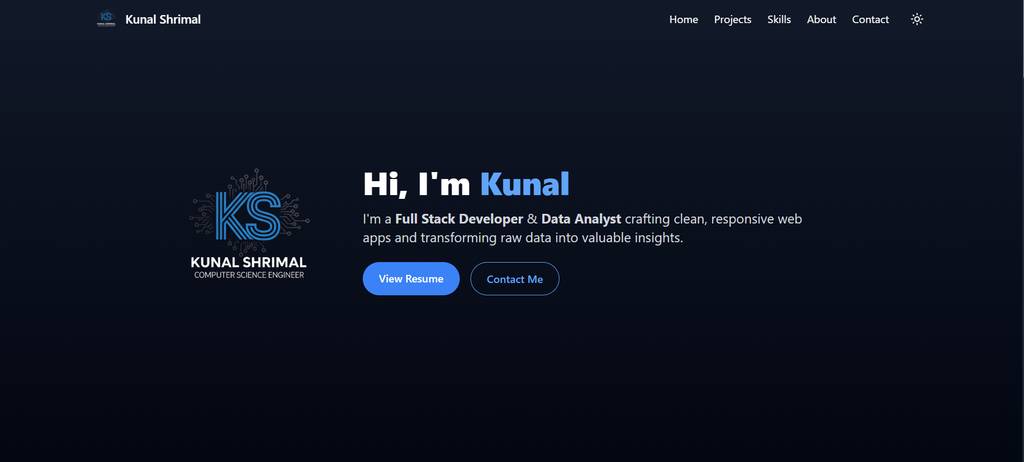 Kunal Shrimal
Home Projects Skills About Contact
KS
KUNAL SHRIMAL
COMPUTER SCIENCE ENGINEER
Hi, I'm Kunal
I'm a Full Stack Developer & Data Analyst crafting clean, responsive web
apps and transforming raw data into valuable insights.
View Resume Contact Me